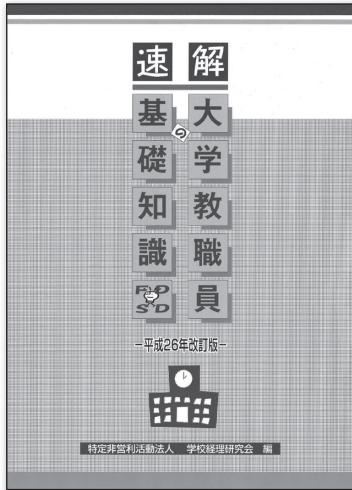 速解
大学教職員の
基礎知識
FD
SD
－平成26年改訂版－
特定非営利活動法人 学校経理研究会 編